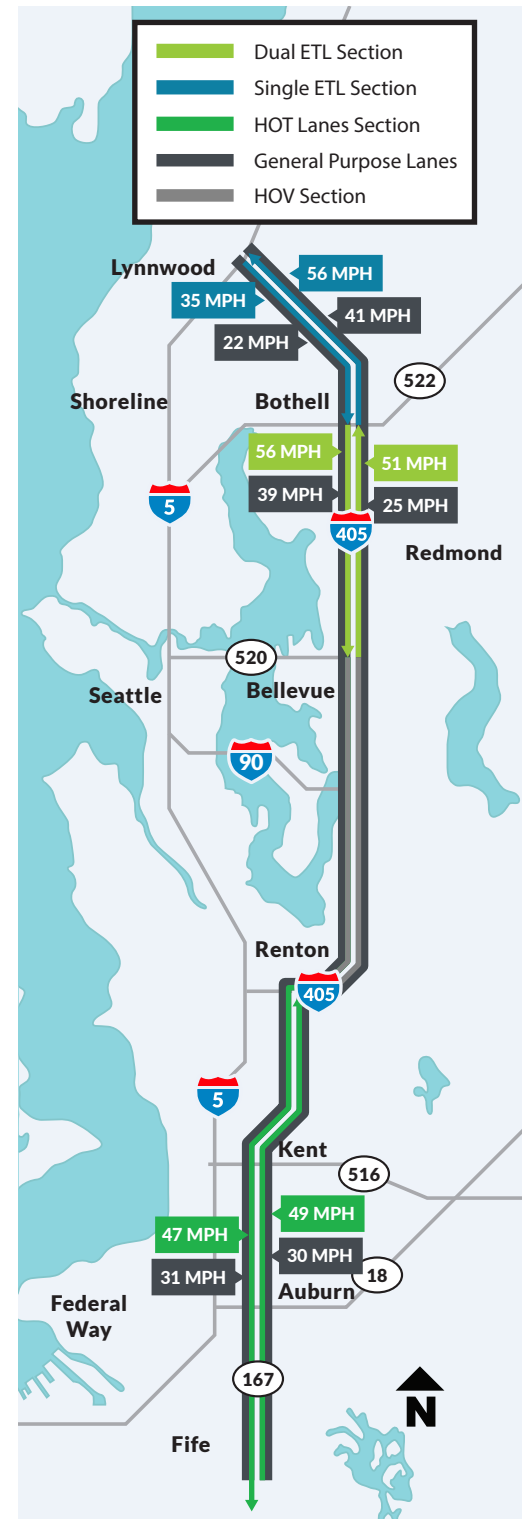 Dual ETL Section
Single ETL Section
HOT Lanes Section
General Purpose Lanes
HOV Section
Lynnwood
56 MPH
35 MPH
41 MPH
22 MPH
522
Shoreline
Bothell
56 MPH
51 MPH
39 MPH
25 MPH
5
405
Redmond
520
Seattle
Bellevue
90
Renton
405
5
Kent
516
49 MPH
47 MPH
30 MPH
31 MPH
18
Auburn
Federal
Way
167
N
Fife